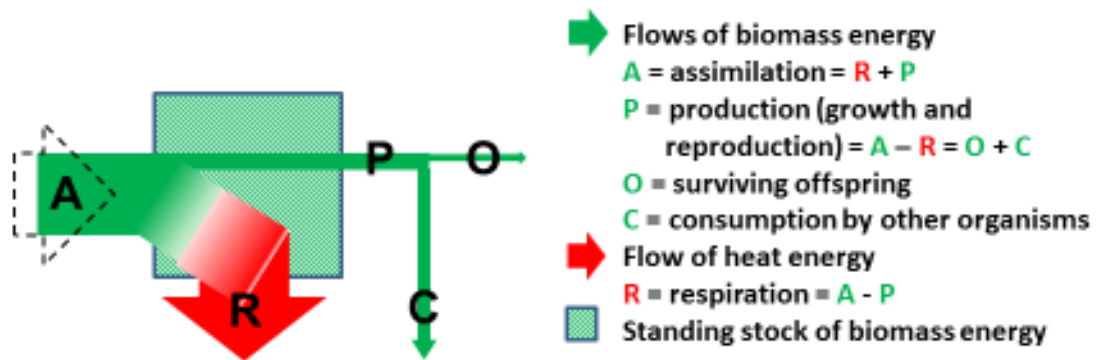 A
P
O
R
C
Flows of biomass energy
A = assimilation = R + P
P = production (growth and
reproduction) = A – R = O + C
O = surviving offspring
C = consumption by other organisms
Flow of heat energy
R = respiration = A - P
Standing stock of biomass energy